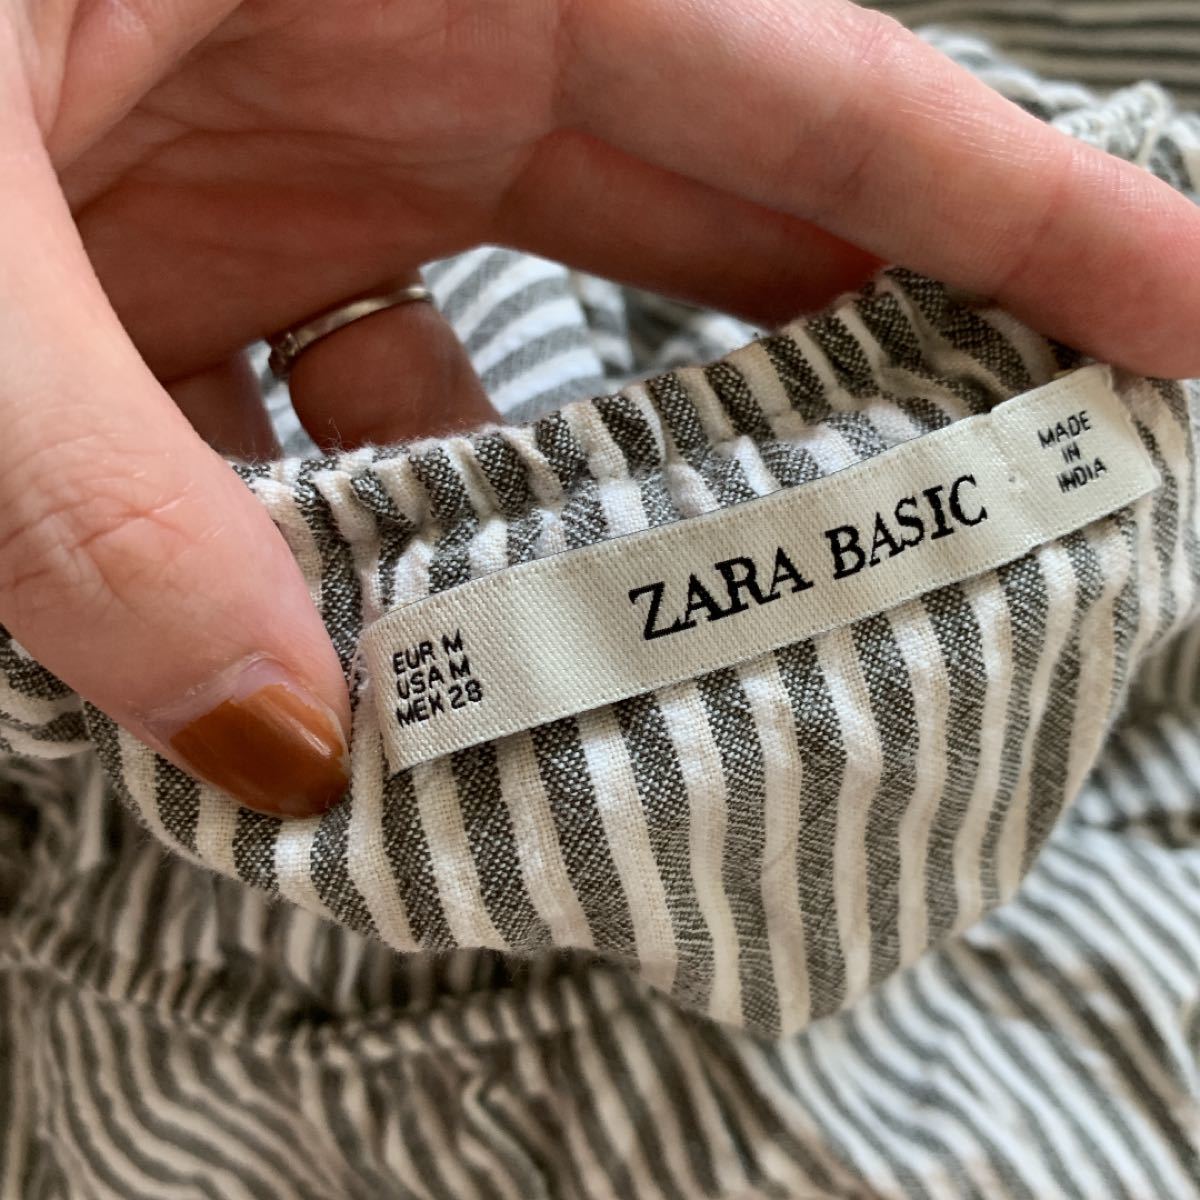 EUR M
USA M
MEX 28
ZARA BASIC
MADE
IN
INDIA